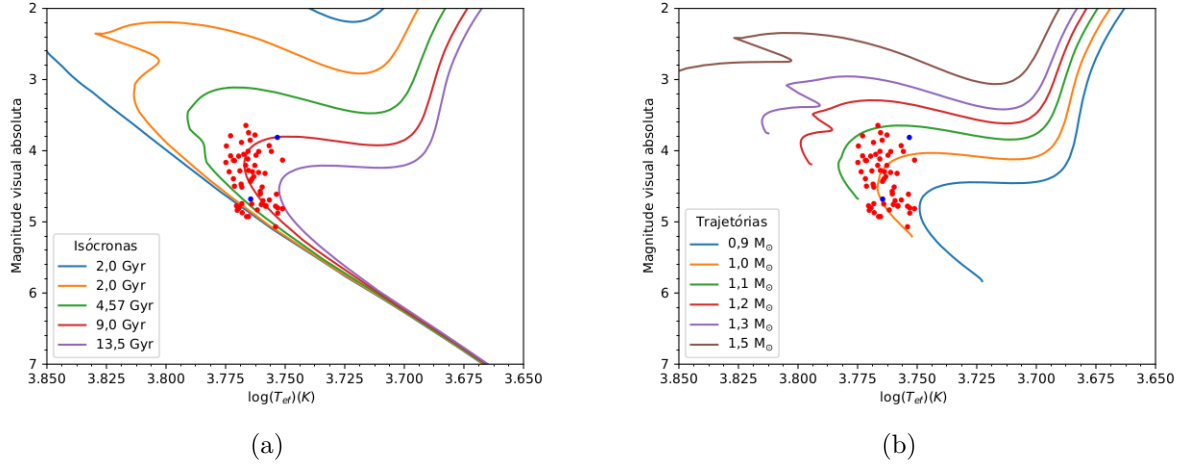 2
3
4
5
6
7
Magnitude visual absoluta
Isócronas
2,0 Gyr
2,0 Gyr
4,57 Gyr
9,0 Gyr
13,5 Gyr
3.850 3.825 3.800 3.775 3.750 3.725 3.700 3.675 3.650
log(T_ef)(K)
(a)
2
3
4
5
6
7
Magnitude visual absoluta
Trajetórias
0,9 M⊙
1,0 M⊙
1,1 M⊙
1,2 M⊙
1,3 M⊙
1,5 M⊙
3.850 3.825 3.800 3.775 3.750 3.725 3.700 3.675 3.650
log(T_ef)(K)
(b)